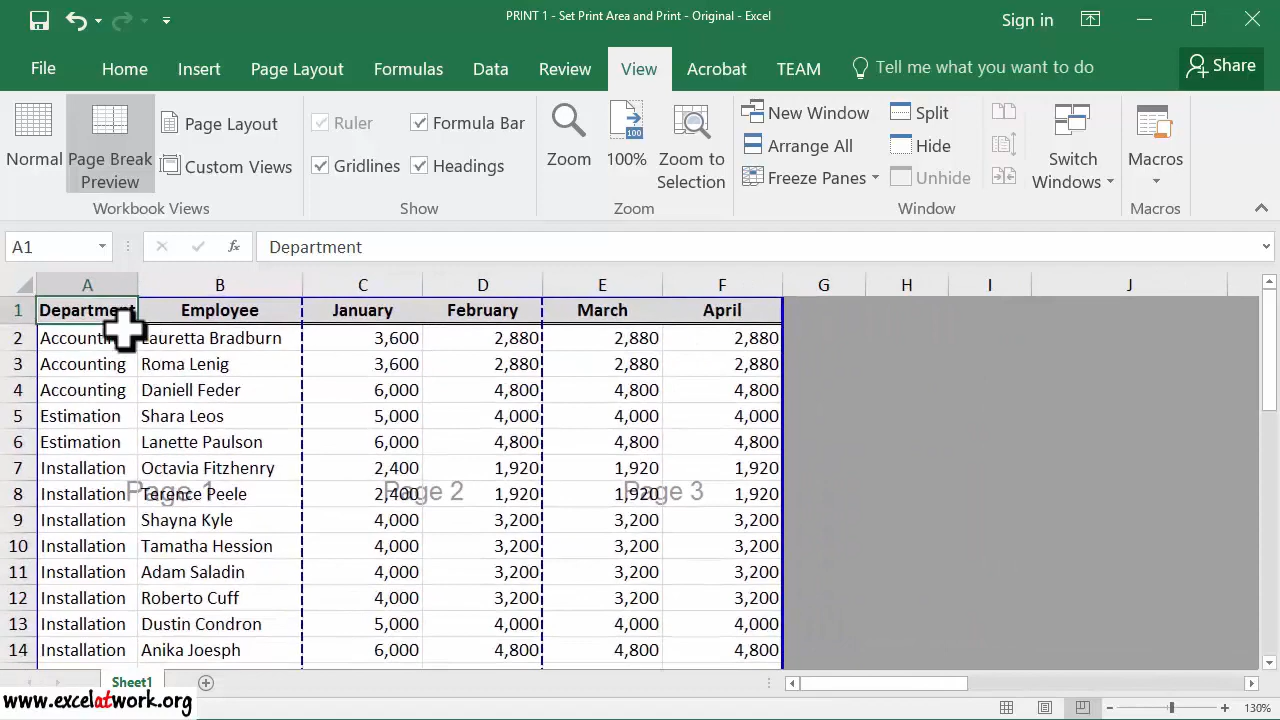 PRINT 1 - Set Print Area and Print - Original - Excel
Sign in
File Home Insert Page Layout Formulas Data Review View Acrobat TEAM Tell me what you want to do Share
Normal
Page Break Preview
Page Layout
Custom Views
Workbook Views
Ruler
Formula Bar
Gridlines
Headings
Show
Zoom
100
100%
Zoom to Selection
Zoom
New Window
Arrange All
Freeze Panes
Split
Hide
Unhide
Switch Windows
Window
Macros
Macros
A1 fx Department
A B C D E F G H I J
1 Department Employee January February March April
2 Accounting Lauretta Bradburn 3,600 2,880 2,880 2,880
3 Accounting Roma Lenig 3,600 2,880 2,880 2,880
4 Accounting Daniell Feder 6,000 4,800 4,800 4,800
5 Estimation Shara Leos 5,000 4,000 4,000 4,000
6 Estimation Lanette Paulson 6,000 4,800 4,800 4,800
7 Installation Octavia Fitzhenry 2,400 1,920 1,920 1,920
8 Installation Terence Peele 2,400 1,920 1,920 1,920
Page 1 Page 2 Page 3
9 Installation Shayna Kyle 4,000 3,200 3,200 3,200
10 Installation Tamatha Hession 4,000 3,200 3,200 3,200
11 Installation Adam Saladin 4,000 3,200 3,200 3,200
12 Installation Roberto Cuff 4,000 3,200 3,200 3,200
13 Installation Dustin Condron 5,000 4,000 4,000 4,000
14 Installation Anika Joesph 6,000 4,800 4,800 4,800
Sheet1
www.excelatwork.org
130%